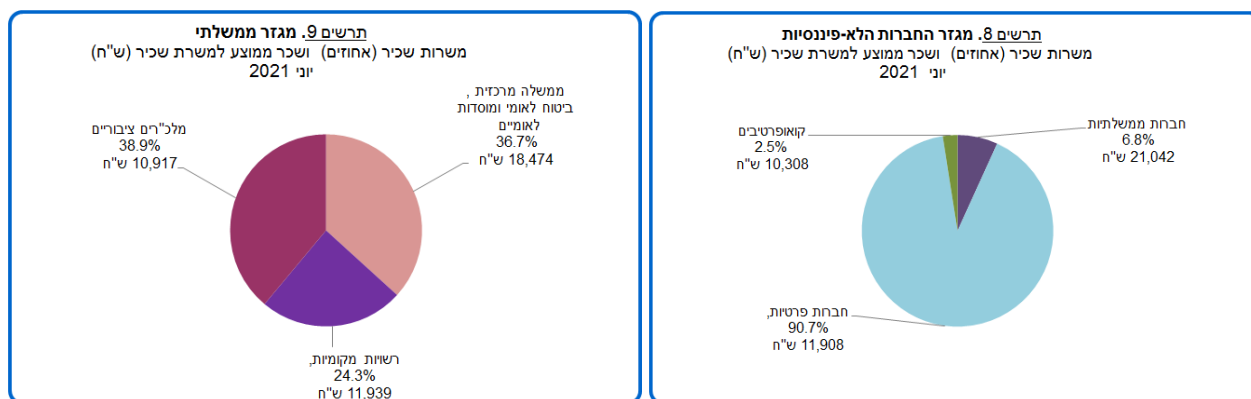 תרשים 8. מגזר החברות הלא-פיננסיות
משרות שכיר (אחוזים) ושכר ממוצע למשרת שכיר (ש"ח)
יוני 2021
חברות ממשלתיות
6.8%
21,042 ש"ח
קואופרטיבים
2.5%
10,308 ש"ח
חברות פרטיות,
90.7%
11,908 ש"ח
תרשים 9. מגזר ממשלתי
משרות שכיר (אחוזים) ושכר ממוצע למשרת שכיר (ש"ח)
יוני 2021
ממשלה מרכזית ,
ביטוח לאומי ומוסדות
לאומיים
36.7%
18,474 ש"ח
מלכ"רים ציבוריים
38.9%
10,917 ש"ח
רשויות מקומיות,
24.3%
11,939 ש"ח